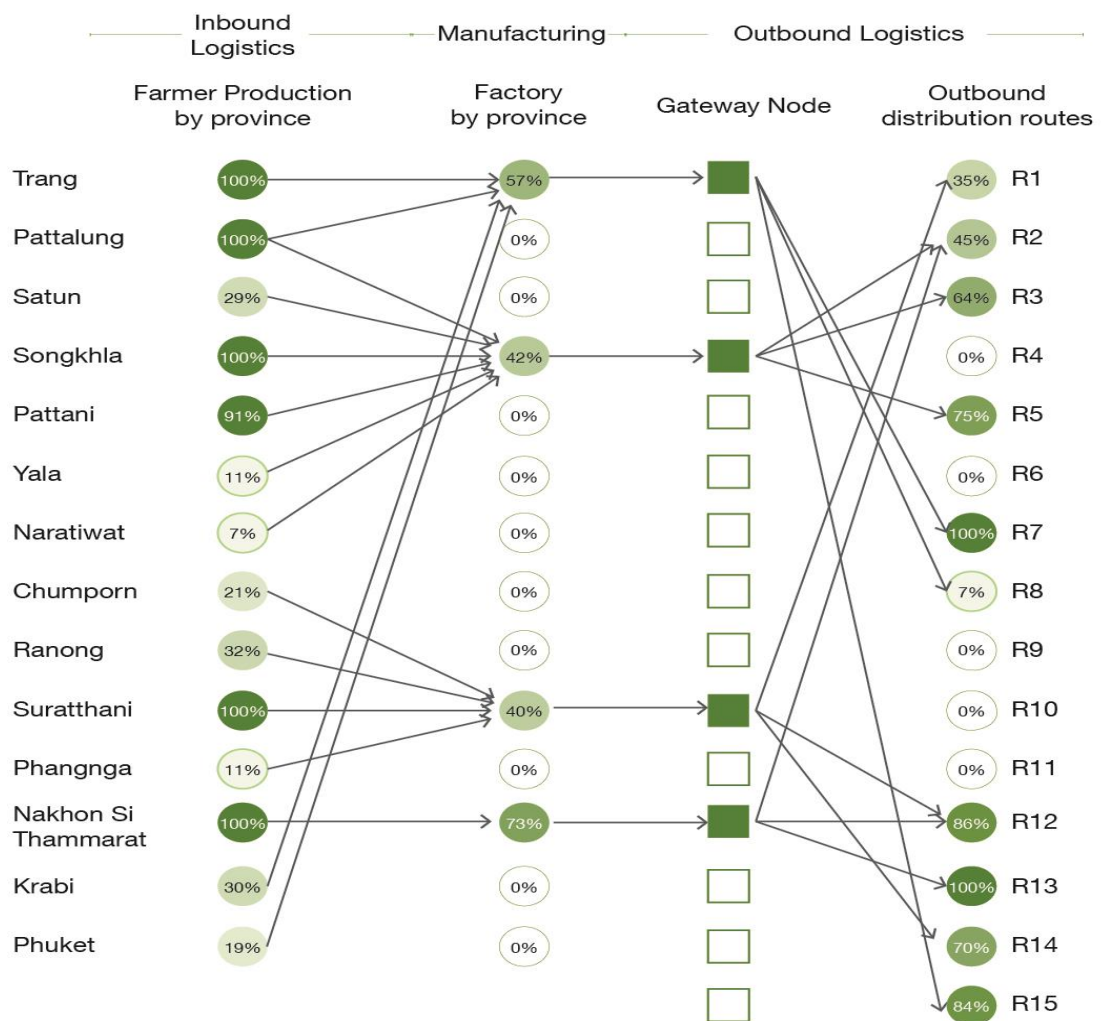 Inbound
Logistics
Manufacturing
Outbound Logistics
Farmer Production
by province
Factory
by province
Gateway Node
Outbound
distribution routes
Trang 100% 57% 35% R1
Pattalung 100% 0% 45% R2
Satun 29% 0% 64% R3
Songkhla 100% 42% 0% R4
Pattani 91% 0% 75% R5
Yala 11% 0% 0% R6
Naratiwat 7% 0% 100% R7
Chumporn 21% 0% 7% R8
Ranong 32% 0% 0% R9
Suratthani 100% 40% 0% R10
Phangnga 11% 0% 0% R11
Nakhon Si
Thammarat 100% 73% 86% R12
Krabi 30% 0% 100% R13
Phuket 19% 0% 70% R14
84% R15